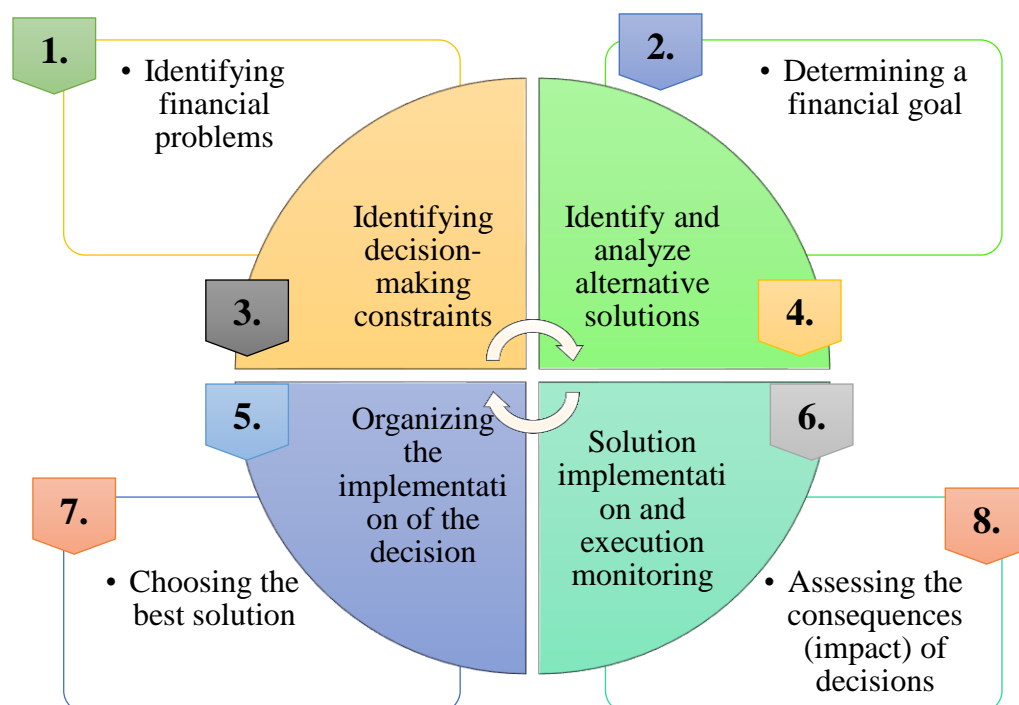 1.
• Identifying
financial
problems
2.
• Determining a
financial goal
3.
Identifying
decision-
making
constraints
Identify and
analyze
alternative
solutions
4.
5.
Organizing
the
implementati
on of the
decision
6.
Solution
implementati
on and
execution
monitoring
7.
• Choosing the
best solution
8.
• Assessing the
consequences
(impact) of
decisions